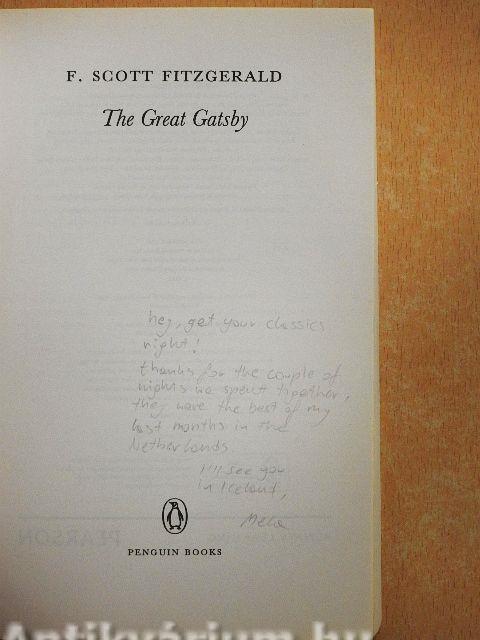 F. SCOTT FITZGERALD
The Great Gatsby
hey, get your classics
right!
thanks for the couple of
nights we spent together,
they were the best of my
last months in the
Netherlands
I'll see you
in Iceland,
PENGUIN BOOKS
PEARSON
Antikvárium.hu